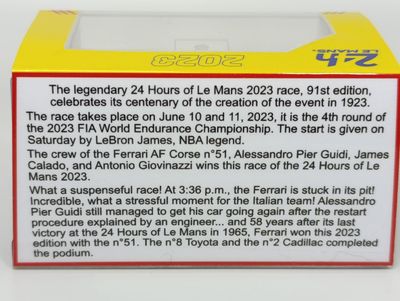 24h
LE MANS
2023
The legendary 24 Hours of Le Mans 2023 race, 91st edition,
celebrates its centenary of the creation of the event in 1923.
The race takes place on June 10 and 11, 2023, it is the 4th round of
the 2023 FIA World Endurance Championship. The start is given on
Saturday by LeBron James, NBA legend.
The crew of the Ferrari AF Corse n°51, Alessandro Pier Guidi, James
Calado, and Antonio Giovinazzi wins this race of the 24 Hours of Le
Mans 2023.
What a suspenseful race! At 3:36 p.m., the Ferrari is stuck in its pit!
Incredible, what a stressful moment for the Italian team! Alessandro
Pier Guidi still managed to get his car going again after the restart
procedure explained by an engineer... and 58 years after its last
victory at the 24 Hours of Le Mans in 1965, Ferrari won this 2023
edition with the n°51. The n°8 Toyota and the n°2 Cadillac completed
the podium.